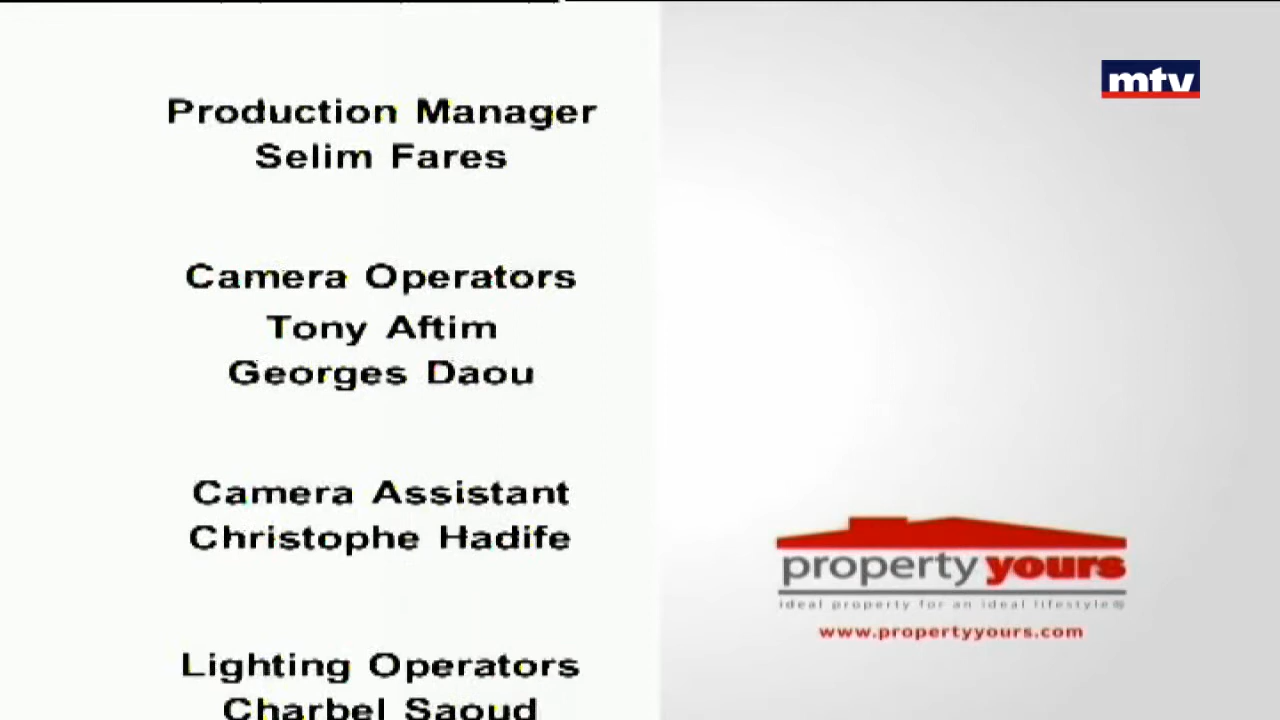 mtv
Production Manager
Selim Fares
Camera Operators
Tony Aftim
Georges Daou
Camera Assistant
Christophe Hadife
Lighting Operators
Charbel Saoud
property yours
ideal property for an ideal lifestyle®
www.propertyyours.com